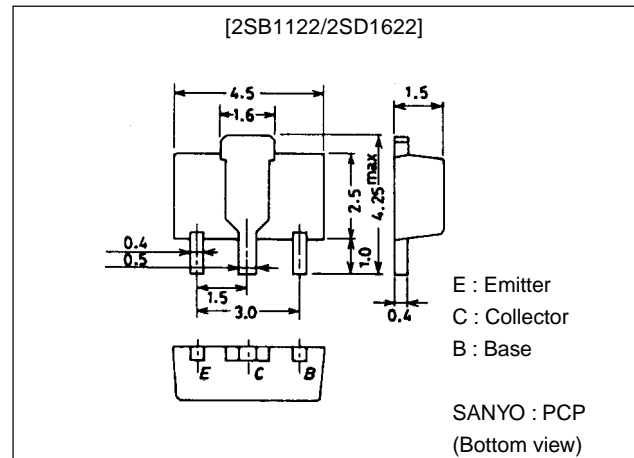 [2SB1122/2SD1622]
4.5
1.6
1.5
2.5
4.25max
1.0
0.4
0.5
1.5
3.0
0.4
E C B
E : Emitter
C : Collector
B : Base
SANYO : PCP
(Bottom view)